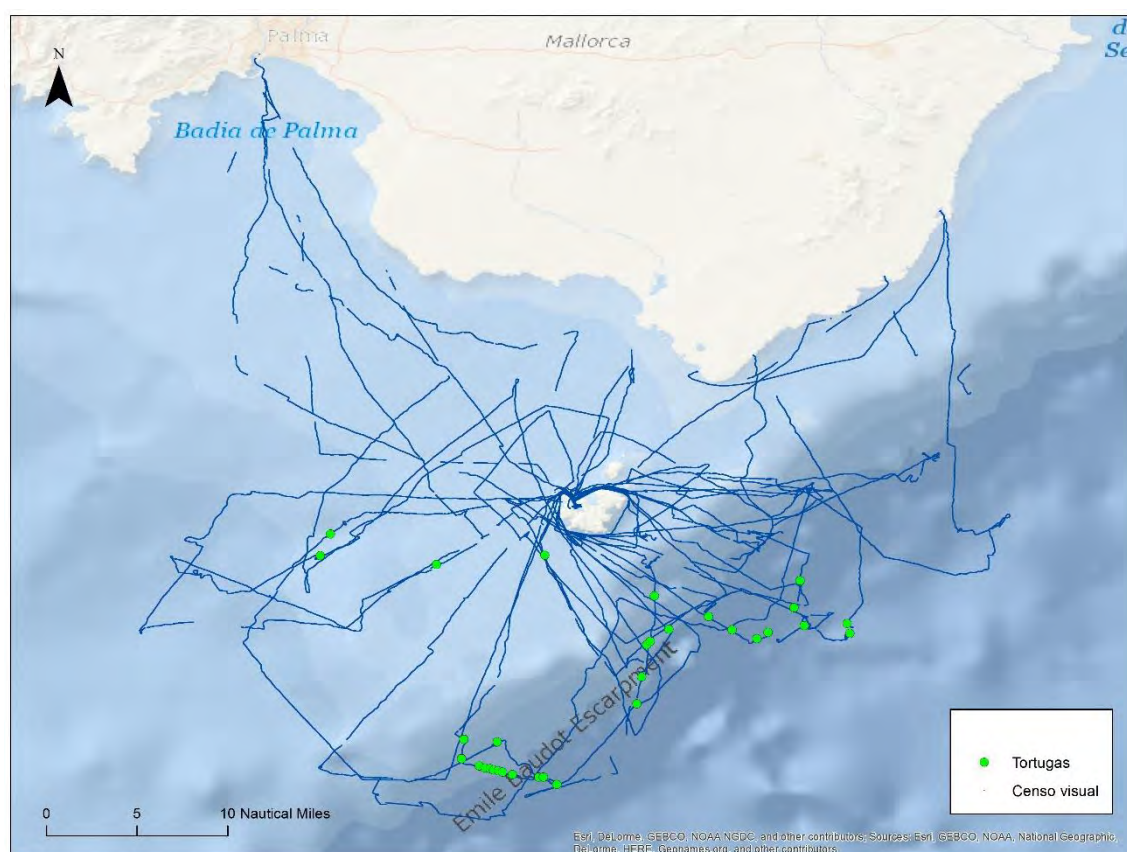 Palma
Mallorca
d
Se
N
Badia de Palma
Emile Baudot Escarpment
Tortugas
Censo visual
0 5 10 Nautical Miles
Esri, DeLorme, GEBCO, NOAA NGDC, and other contributors; Sources: Esri, GEBCO, NOAA, National Geographic,
DeLorme, HERE, Geonames.org, and other contributors